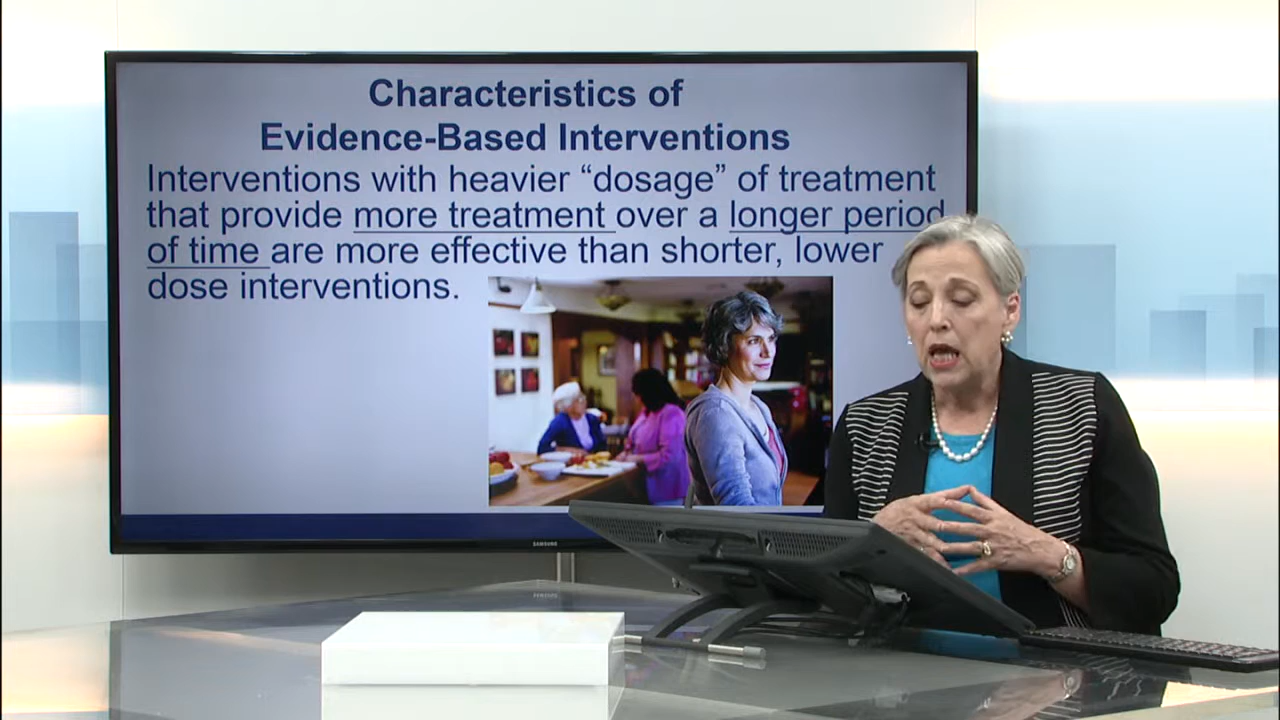 Characteristics of
Evidence-Based Interventions
Interventions with heavier “dosage” of treatment
that provide more treatment over a longer period
of time are more effective than shorter, lower
dose interventions.
SAMSUNG